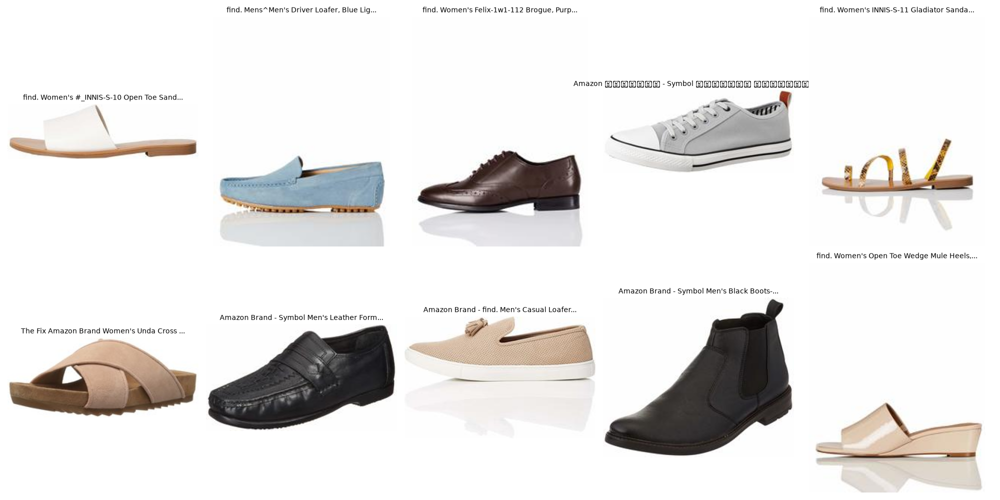 find. Women's #_INNIS-S-10 Open Toe Sand...
find. Mens^Men's Driver Loafer, Blue Lig...
find. Women's Felix-1w1-112 Brogue, Purp...
Amazon - Symbol
find. Women's INNIS-S-11 Gladiator Sanda...
The Fix Amazon Brand Women's Unda Cross ...
Amazon Brand - Symbol Men's Leather Form...
Amazon Brand - find. Men's Casual Loafer...
Amazon Brand - Symbol Men's Black Boots-...
find. Women's Open Toe Wedge Mule Heels,...